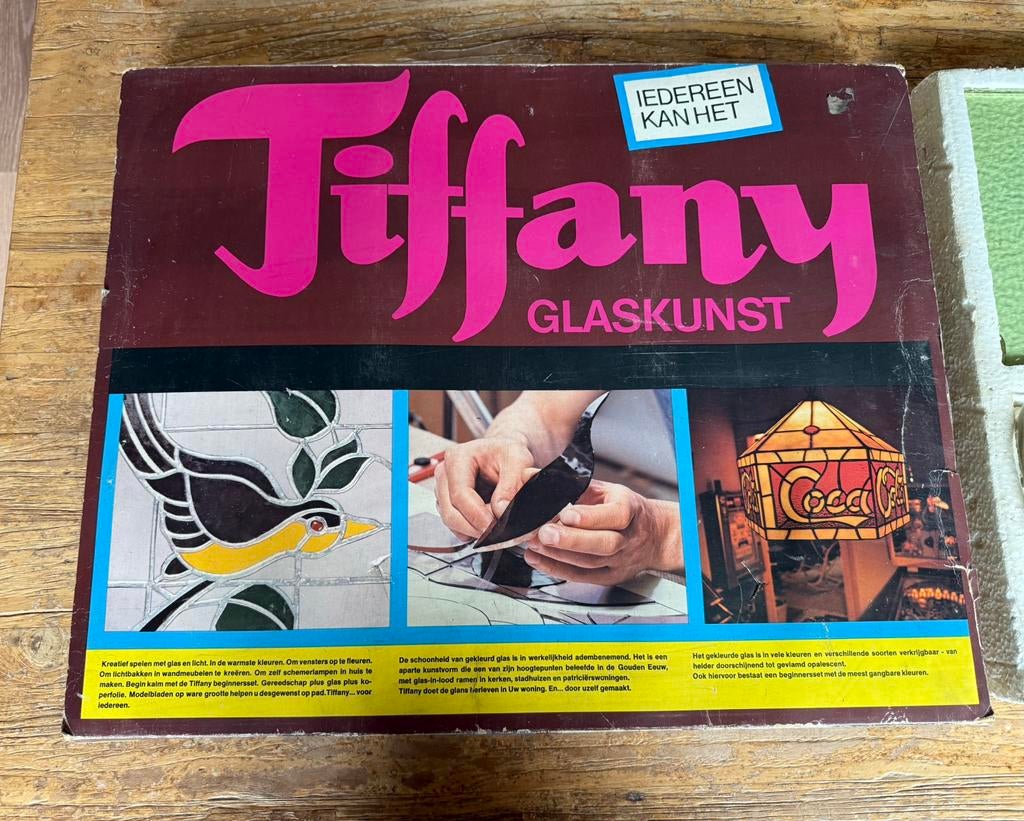 Tiffany
IEDEREEN
KAN HET
GLASKUNST
Coca Cola
Kreatief spelen met glas en licht. In de warmste kleuren. Om vensters op te fleuren.
Om lichtbakken in wandmeubelen te kreëren. Om zelf schemerlampen in huis te
maken. Begin kalm met de Tiffany beginnersset. Gereedschap plus glas plus ko-
perfolie. Modelbladen op ware grootte helpen u desgewenst op pad. Tiffany... voor
iedereen.
De schoonheid van gekleurd glas is in werkelijkheid adembenemend. Het is een
aparte kunstvorm die een van zijn hoogtepunten beleefde in de Gouden Eeuw,
met glas-in-lood ramen in kerken, stadhuizen en patriciërswoningen.
Tiffany doet de glans herleven in Uw woning. En... door uzelf gemaakt.
Het gekleurde glas is in vele kleuren en verschillende soorten verkrijgbaar - van
helder doorschijnend tot gevlamd opalescent.
Ook hiervoor bestaat een beginnersset met de meest gangbare kleuren.